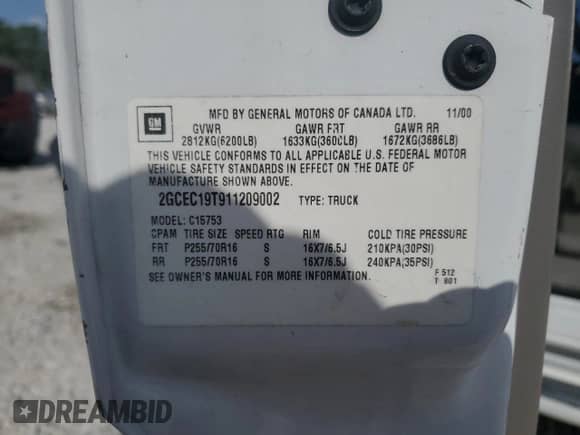 GM
MFD BY GENERAL MOTORS OF CANADA LTD. 11/00
GVWR GAWR FRT GAWR RR
2812KG(6200LB) 1633KG(3600LB) 1672KG(3686LB)
THIS VEHICLE CONFORMS TO ALL APPLICABLE U.S. FEDERAL MOTOR
VEHICLE SAFETY STANDARDS IN EFFECT ON THE DATE OF
MANUFACTURE SHOWN ABOVE.
2GCEC19T911209002 TYPE: TRUCK
MODEL: C15753
CPAM TIRE SIZE SPEED RTG RIM COLD TIRE PRESSURE
FRT P255/70R16 S 16X7/6.5J 210KPA(30PSI)
RR P255/70R16 S 16X7/6.5J 240KPA(35PSI)
SEE OWNER'S MANUAL FOR MORE INFORMATION.
F 512
T 801
DREAMBID